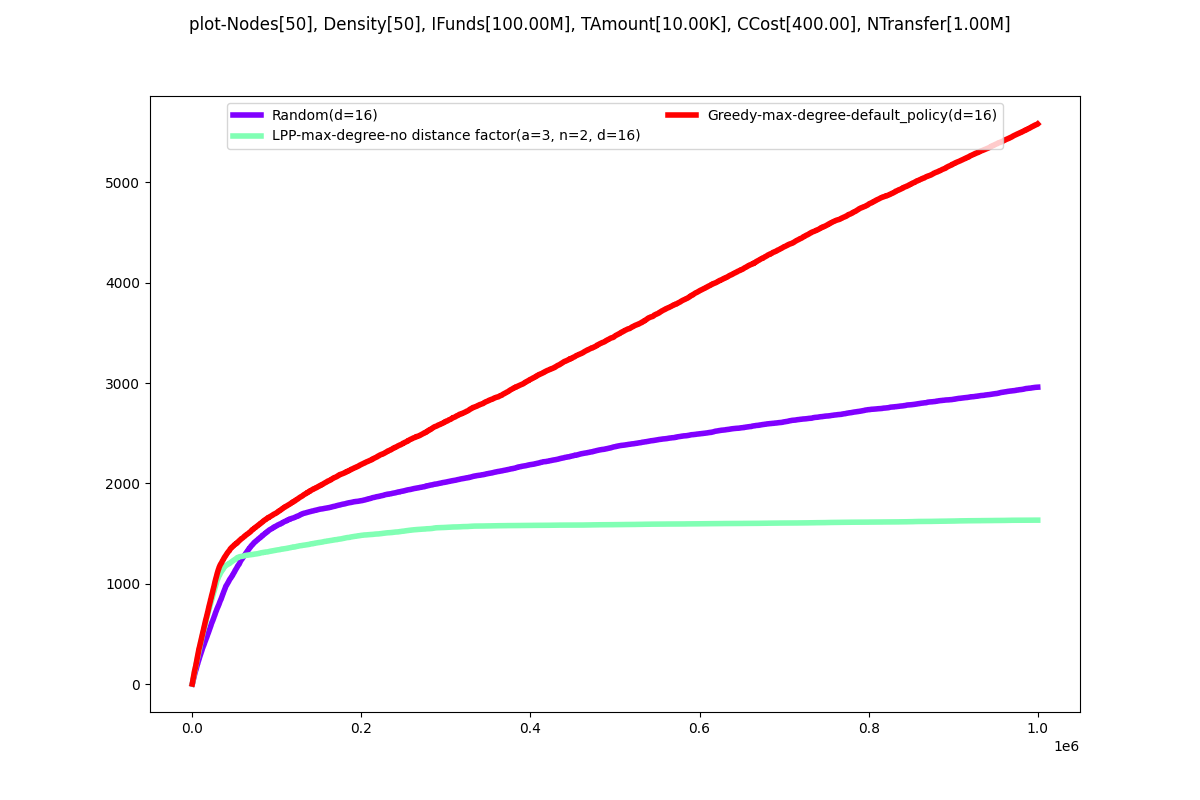 plot-Nodes[50], Density[50], IFunds[100.00M], TAmount[10.00K], CCost[400.00], NTransfer[1.00M]
Random(d=16)
LPP-max-degree-no distance factor(a=3, n=2, d=16)
Greedy-max-degree-default_policy(d=16)
5000
4000
3000
2000
1000
0
0.0 0.2 0.4 0.6 0.8 1.0
1e6